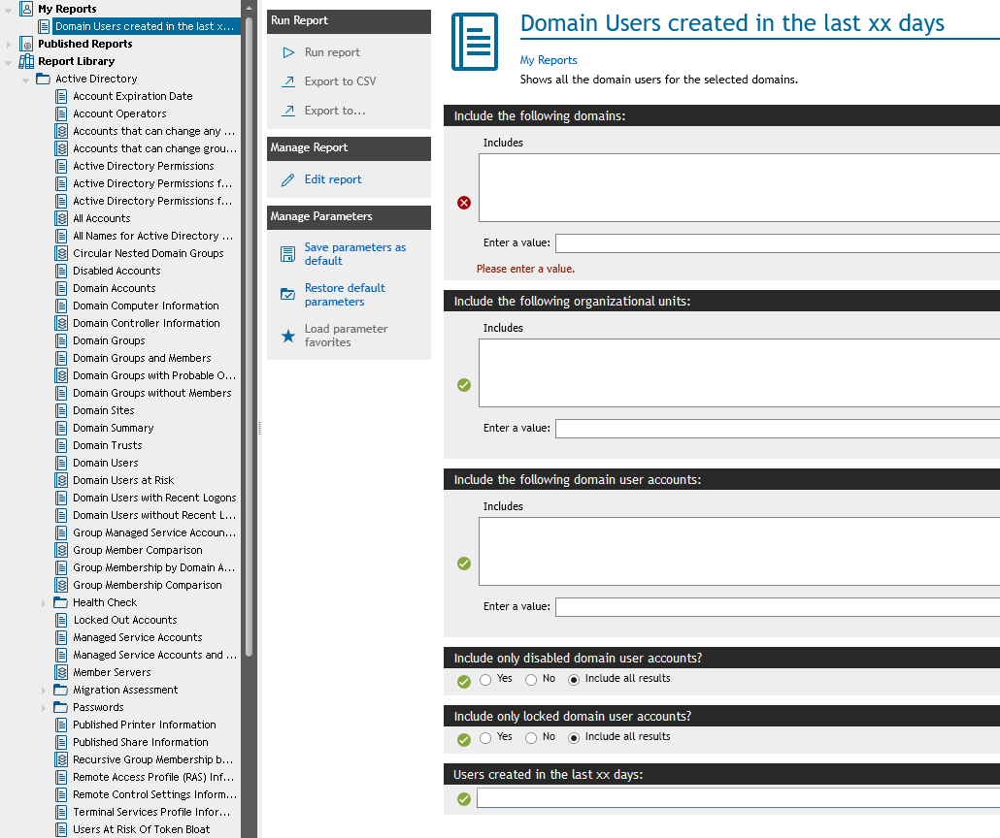 My Reports
Domain Users created in the last x...
Published Reports
Report Library
Active Directory
Account Expiration Date
Account Operators
Accounts that can change any ...
Accounts that can change grou...
Active Directory Permissions
Active Directory Permissions f...
Active Directory Permissions f...
All Accounts
All Names for Active Directory ...
Circular Nested Domain Groups
Disabled Accounts
Domain Accounts
Domain Computer Information
Domain Controller Information
Domain Groups
Domain Groups and Members
Domain Groups with Probable O...
Domain Groups without Members
Domain Sites
Domain Summary
Domain Trusts
Domain Users
Domain Users at Risk
Domain Users with Recent Logons
Domain Users without Recent L...
Group Managed Service Accoun...
Group Member Comparison
Group Membership by Domain A...
Group Membership Comparison
Health Check
Locked Out Accounts
Managed Service Accounts
Managed Service Accounts and ...
Member Servers
Migration Assessment
Passwords
Published Printer Information
Published Share Information
Recursive Group Membership b...
Remote Access Profile (RAS) Inf...
Remote Control Settings Inform...
Terminal Services Profile Infor...
Users At Risk Of Token Bloat
Run Report
Run report
Export to CSV
Export to...
Manage Report
Edit report
Manage Parameters
Save parameters as
default
Restore default
parameters
Load parameter
favorites
Domain Users created in the last xx days
My Reports
Shows all the domain users for the selected domains.
Include the following domains:
Includes
Enter a value:
Please enter a value.
Include the following organizational units:
Includes
Enter a value:
Include the following domain user accounts:
Includes
Enter a value:
Include only disabled domain user accounts?
Yes No Include all results
Include only locked domain user accounts?
Yes No Include all results
Users created in the last xx days: